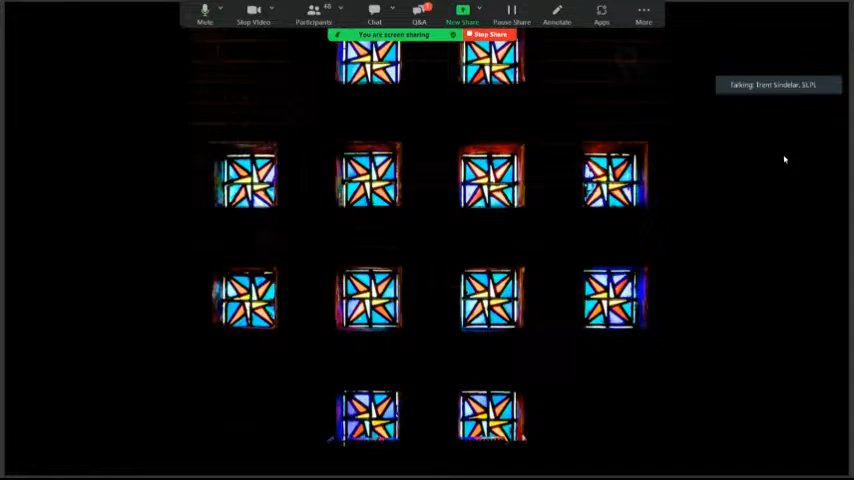 48
1
Mute
Stop Video
Participants
Chat
Q&A
New Share
Pause Share
Annotate
Apps
More
You are screen sharing
Stop Share
Talking: Trent Sindelar, SLPL